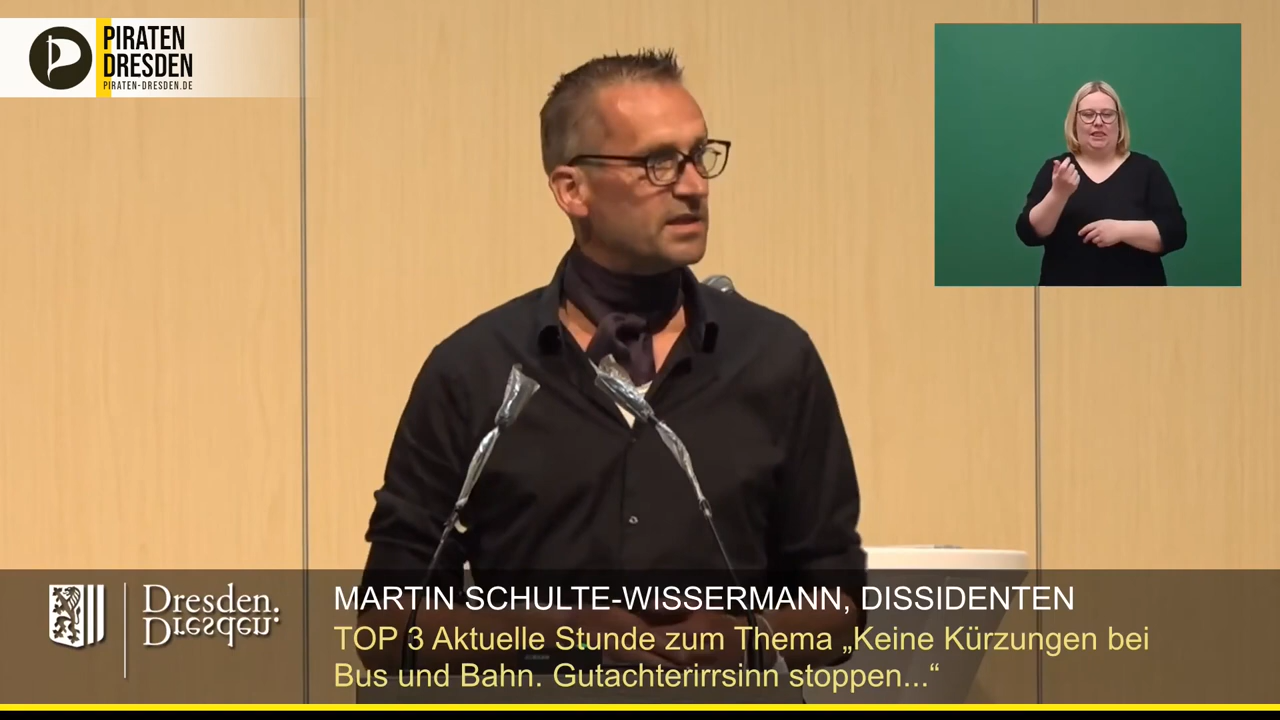 PIRATEN
DRESDEN
PIRATEN-DRESDEN.DE
Dresden.
Dresden.
MARTIN SCHULTE-WISSERMANN, DISSIDENTEN
TOP 3 Aktuelle Stunde zum Thema „Keine Kürzungen bei
Bus und Bahn. Gutachterirrsinn stoppen...“